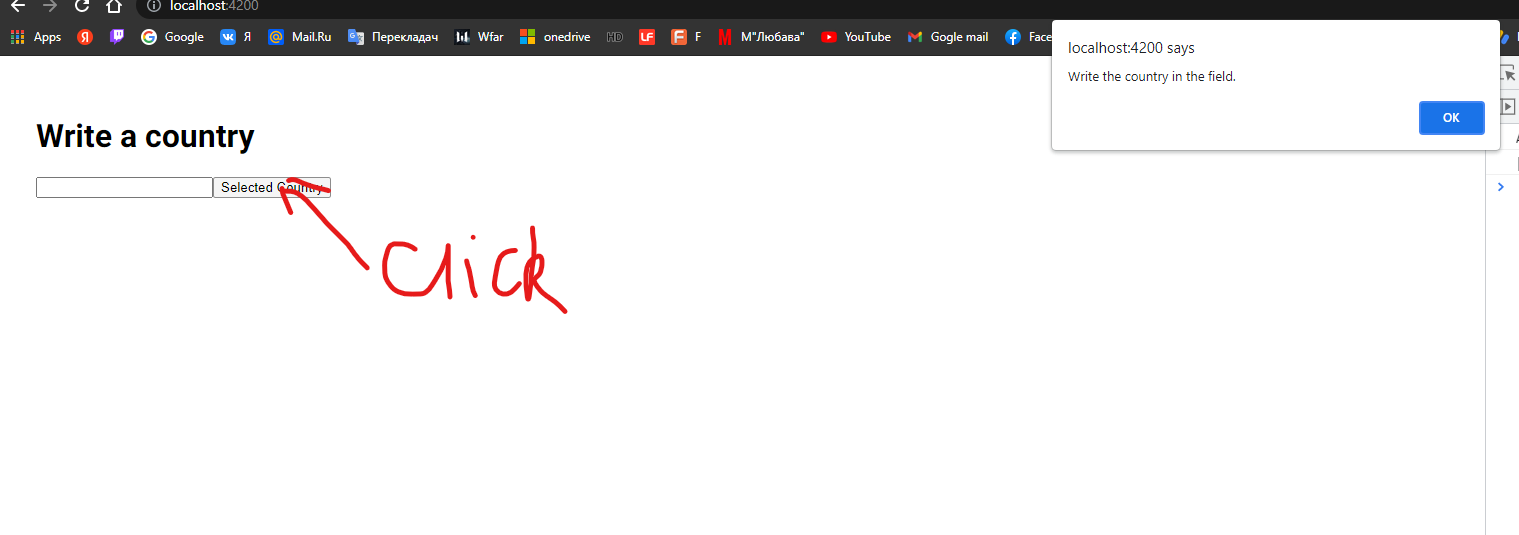 localhost:4200
Apps Я Google Я Mail.Ru Перекладач Wfar onedrive HD LF F F М"Любава" YouTube Gogle mail Face
localhost:4200 says
Write the country in the field.
OK
Write a country
Selected Country
Click